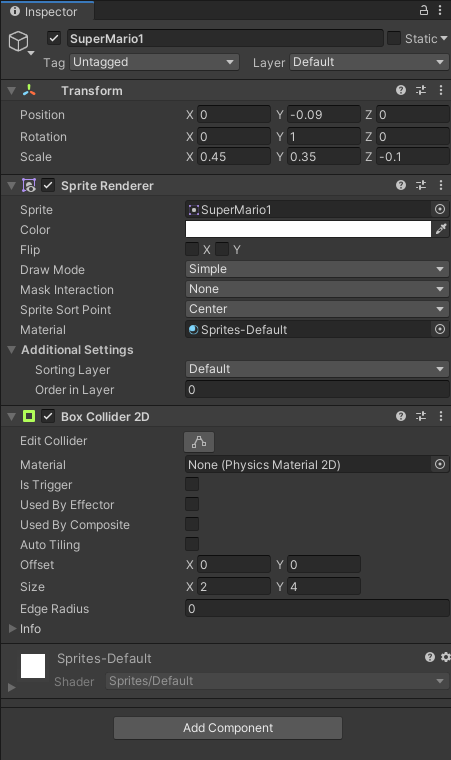 Inspector
SuperMario1 Static
Tag Untagged Layer Default
Transform
Position X 0 Y -0.09 Z 0
Rotation X 0 Y 1 Z 0
Scale X 0.45 Y 0.35 Z -0.1
Sprite Renderer
Sprite SuperMario1
Color
Flip X Y
Draw Mode Simple
Mask Interaction None
Sprite Sort Point Center
Material Sprites-Default
Additional Settings
Sorting Layer Default
Order in Layer 0
Box Collider 2D
Edit Collider
Material None (Physics Material 2D)
Is Trigger
Used By Effector
Used By Composite
Auto Tiling
Offset X 0 Y 0
Size X 2 Y 4
Edge Radius 0
Info
Sprites-Default
Shader Sprites/Default
Add Component